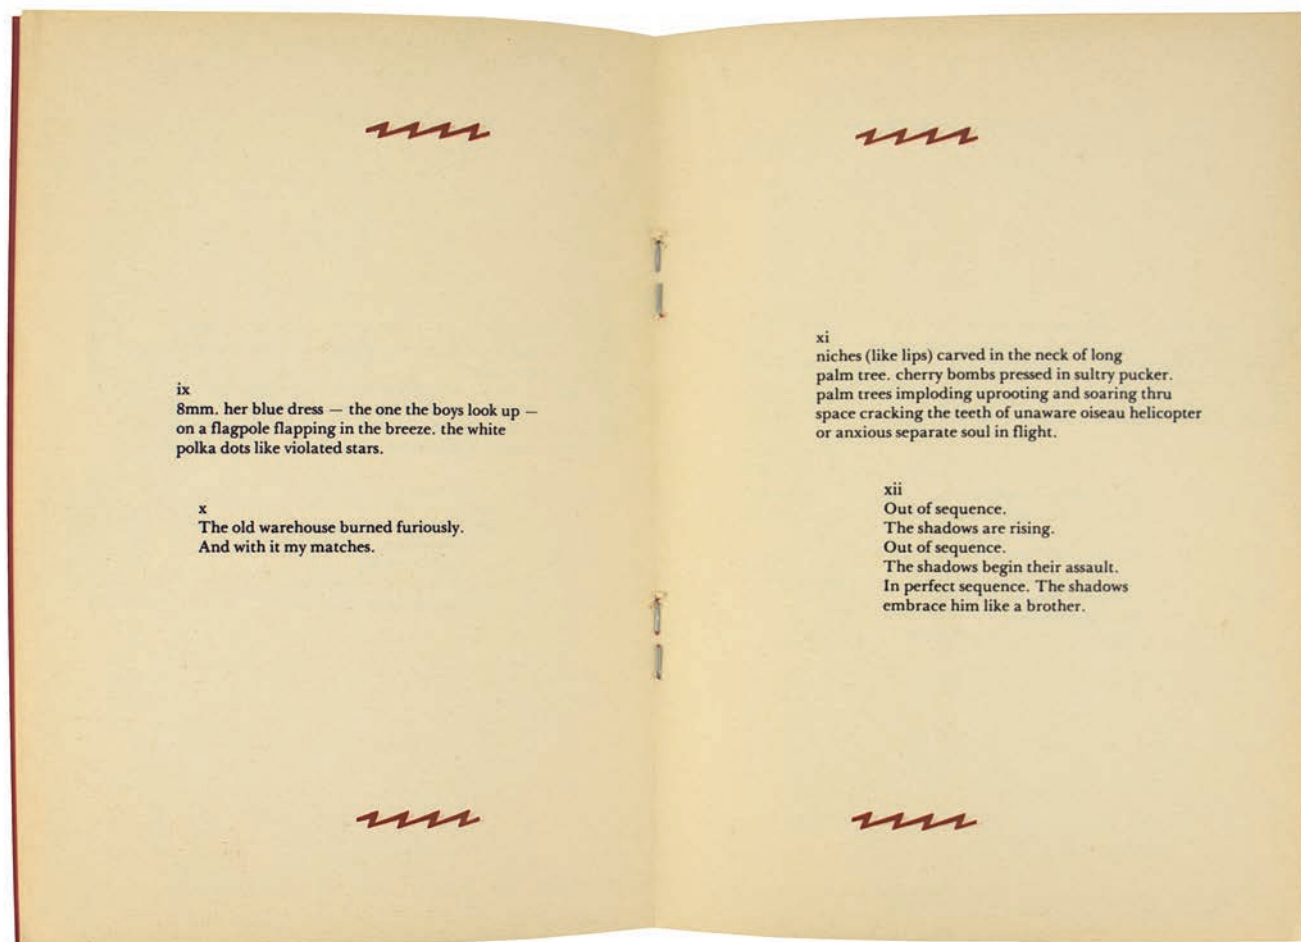 ix
8mm. her blue dress — the one the boys look up —
on a flagpole flapping in the breeze. the white
polka dots like violated stars.
x
The old warehouse burned furiously.
And with it my matches.
xi
niches (like lips) carved in the neck of long
palm tree. cherry bombs pressed in sultry pucker.
palm trees imploding uprooting and soaring thru
space cracking the teeth of unaware oiseau helicopter
or anxious separate soul in flight.
xii
Out of sequence.
The shadows are rising.
Out of sequence.
The shadows begin their assault.
In perfect sequence. The shadows
embrace him like a brother.